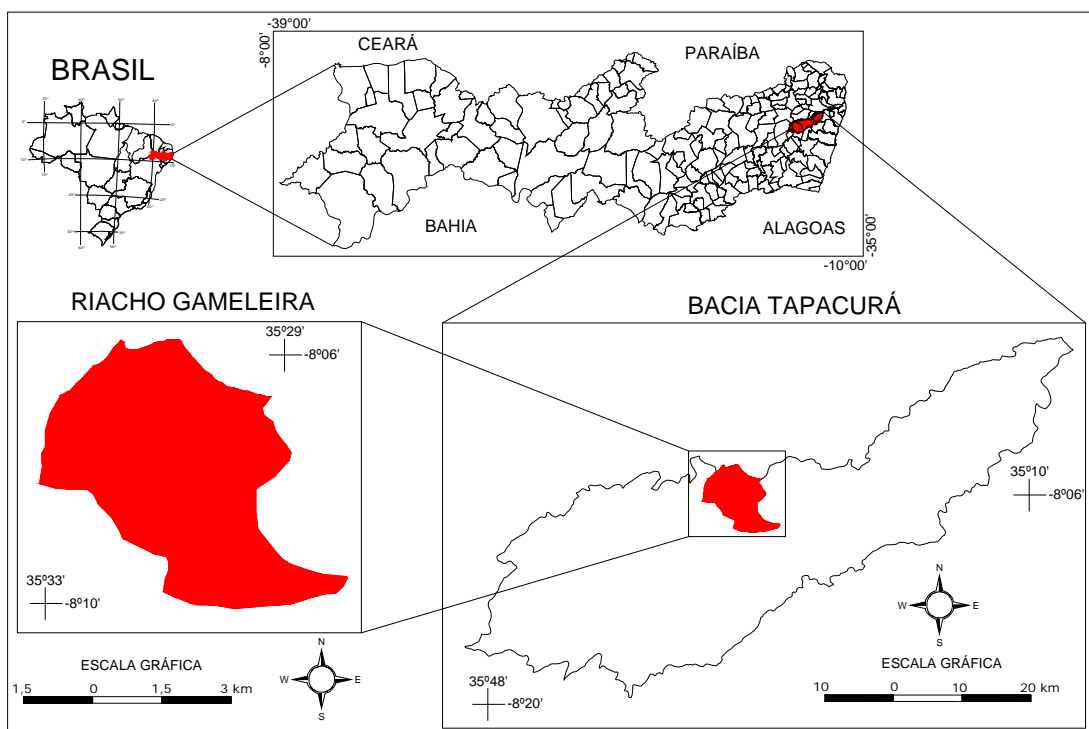 -39°00'
-8°00'
CEARÁ
PARAÍBA
BRASIL
BAHIA
ALAGOAS
-35°00'
-10°00'
RIACHO GAMELEIRA
BACIA TAPACURÁ
35º29'
-8º06'
35º10'
-8º06'
35º33'
-8º10'
N
W E
S
N
W E
S
ESCALA GRÁFICA
1,5 0 1,5 3 km
35º48'
-8º20'
ESCALA GRÁFICA
10 0 10 20 km